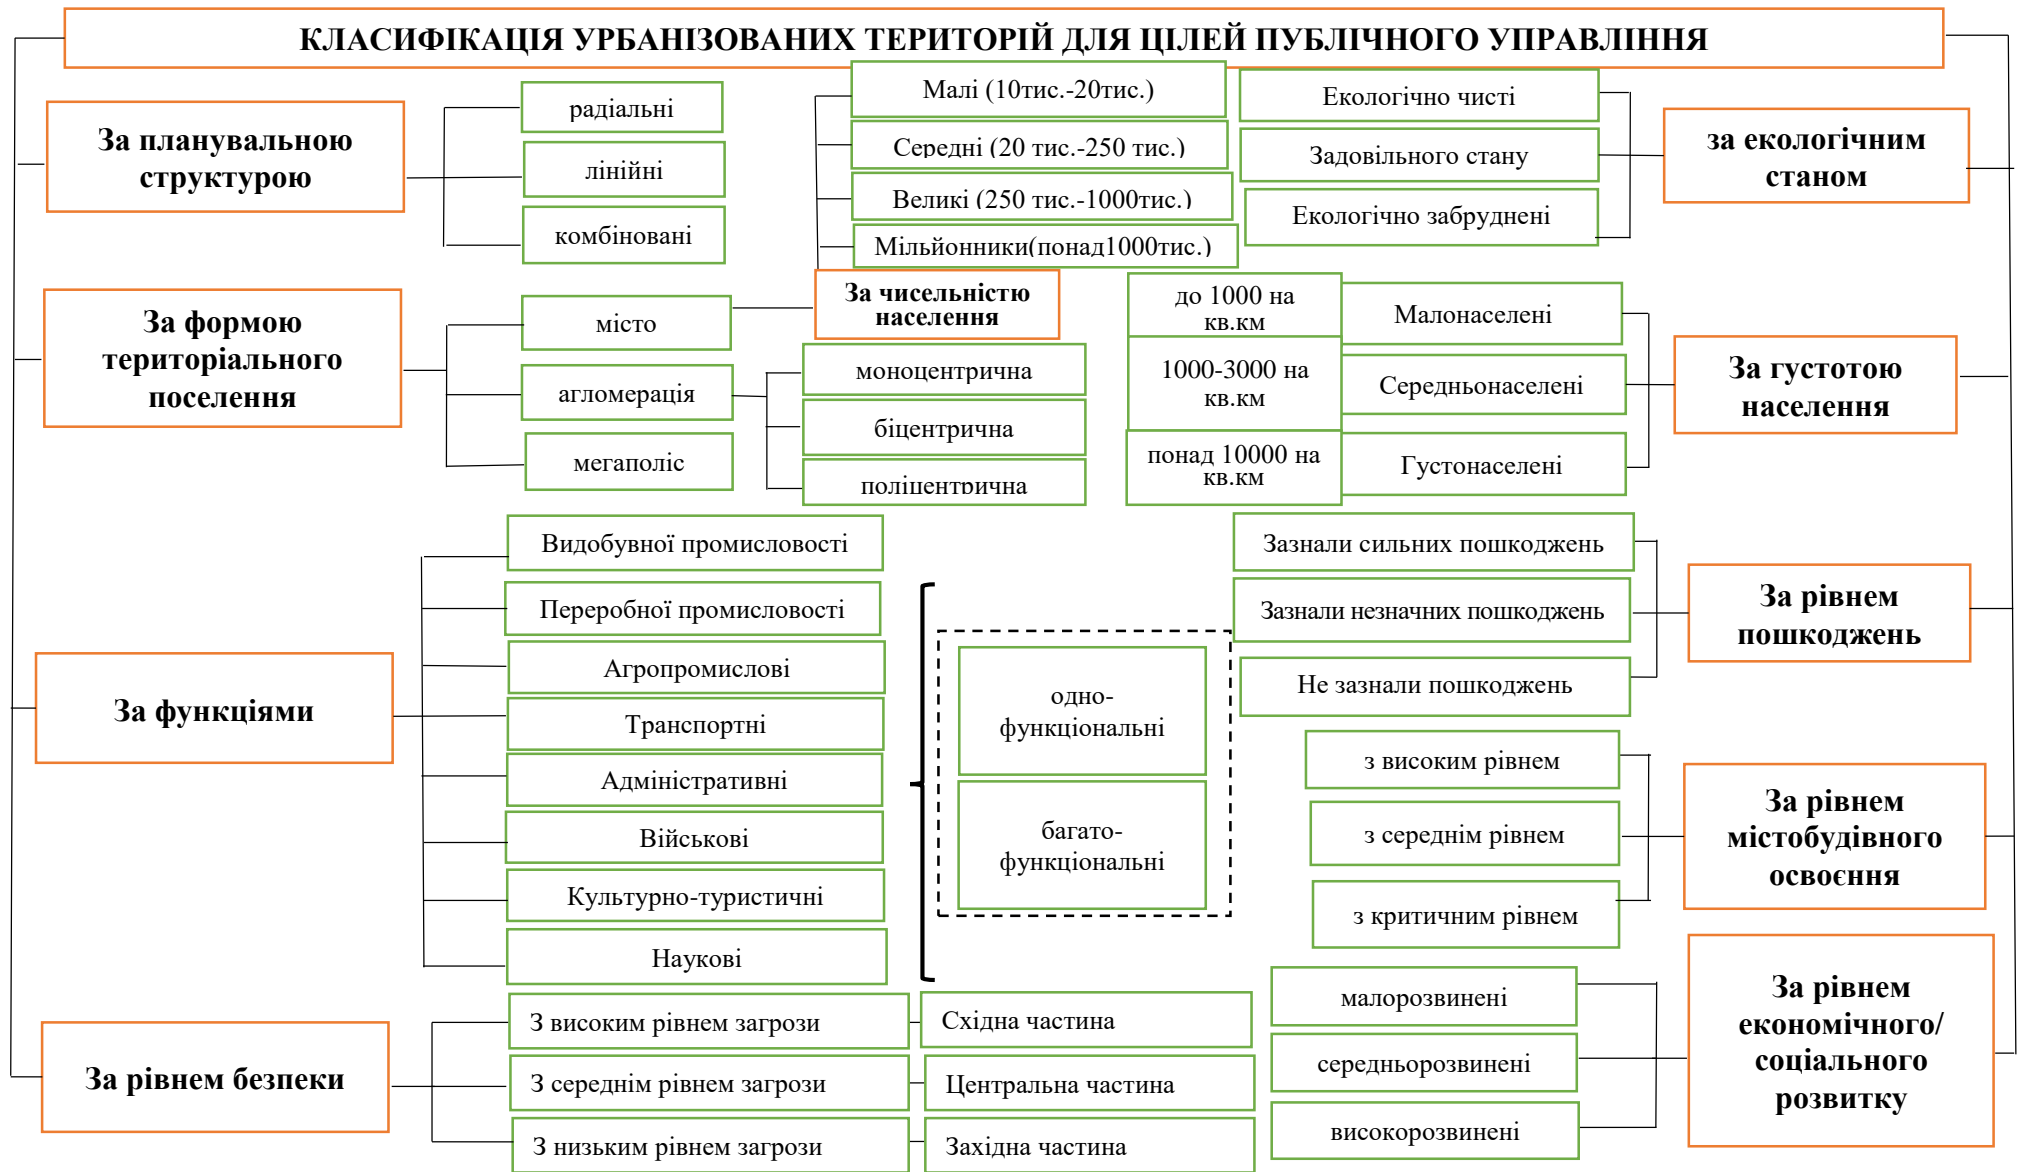 КЛАСИФІКАЦІЯ УРБАНІЗОВАНИХ ТЕРИТОРІЙ ДЛЯ ЦІЛЕЙ ПУБЛІЧНОГО УПРАВЛІННЯ
За планувальною
структурою
радіальні
лінійні
комбіновані
Малі (10тис.-20тис.)
Середні (20 тис.-250 тис.)
Великі (250 тис.-1000тис.)
Мільйонники(понад1000тис.)
За чисельністю
населення
Екологічно чисті
Задовільного стану
Екологічно забруднені
за екологічним
станом
За формою
територіального
поселення
місто
агломерація
мегаполіс
моноцентрична
біцентрична
поліцентрична
до 1000 на
кв.км
1000-3000 на
кв.км
понад 10000 на
кв.км
Малонаселені
Середньонаселені
Густонаселені
За густотою
населення
За функціями
Видобувної промисловості
Переробної промисловості
Агропромислові
Транспортні
Адміністративні
Військові
Культурно-туристичні
Наукові
одно-
функціональні
багато-
функціональні
Зазнали сильних пошкоджень
Зазнали незначних пошкоджень
Не зазнали пошкоджень
За рівнем
пошкоджень
з високим рівнем
з середнім рівнем
з критичним рівнем
За рівнем
містобудівного
освоєння
За рівнем безпеки
З високим рівнем загрози
З середнім рівнем загрози
З низьким рівнем загрози
Східна частина
Центральна частина
Західна частина
малорозвинені
середньорозвинені
високорозвинені
За рівнем
економічного/
соціального
розвитку